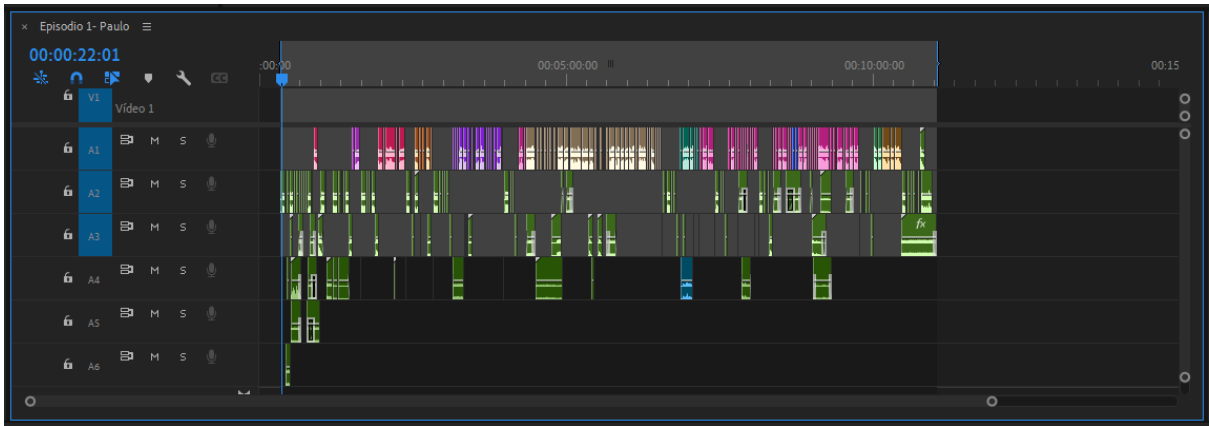 × Episodio 1- Paulo ☰
00:00:22:01
:00:00 00:05:00:00 00:10:00:00 00:15
V1 Vídeo 1
A1 M S
A2 M S
A3 M S fx
A4 M S
A5 M S
A6 M S